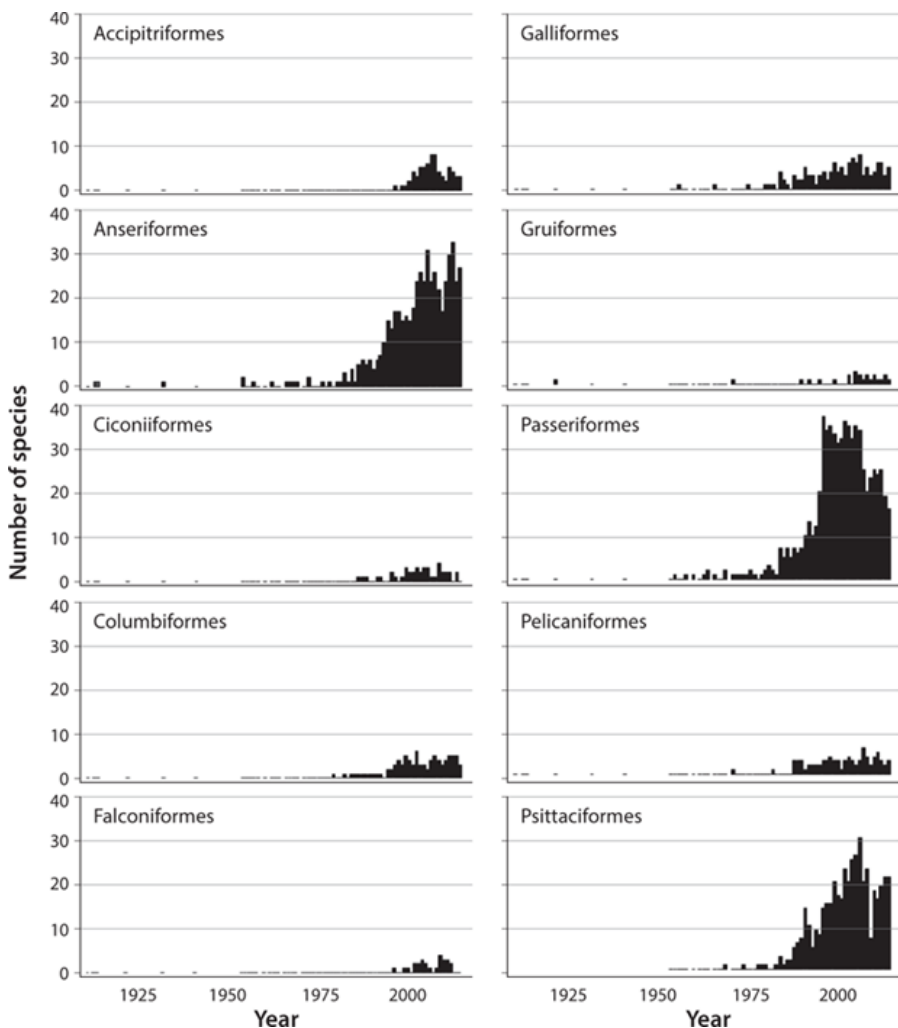 Number of species
40
30
20
10
0
Accipitriformes
Galliformes
40
30
20
10
0
Anseriformes
Gruiformes
40
30
20
10
0
Ciconiiformes
Passeriformes
40
30
20
10
0
Columbiformes
Pelicaniformes
40
30
20
10
0
Falconiformes
Psittaciformes
1925 1950 1975 2000 1925 1950 1975 2000
Year Year